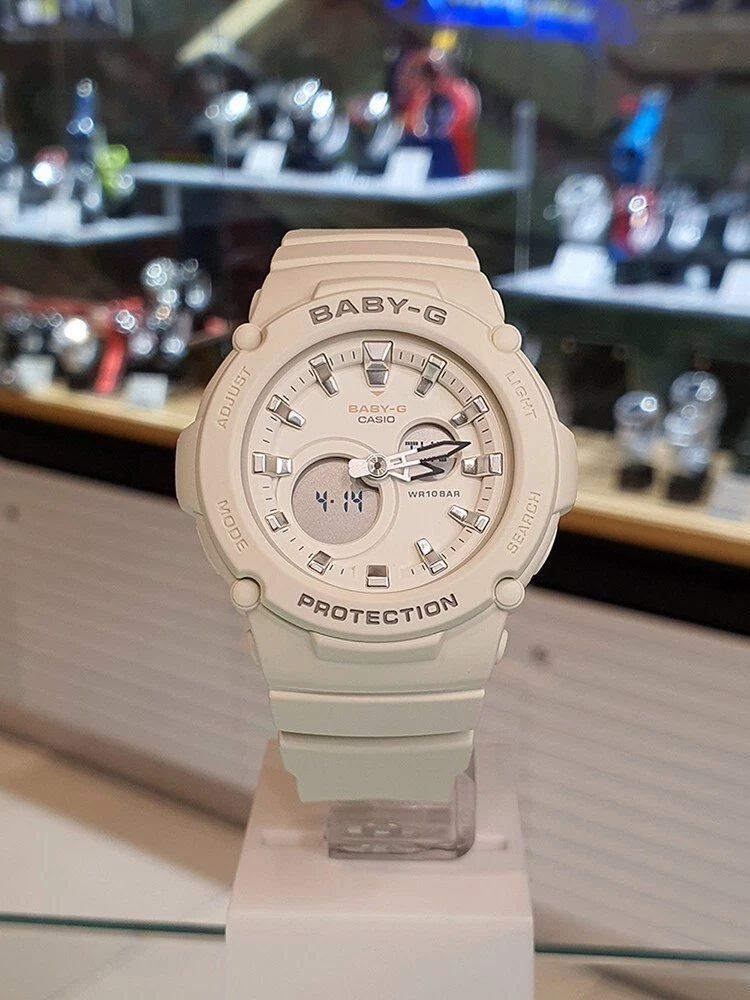 BABY-G
ADJUST
LIGHT
BABY-G
CASIO
4-14
WR10BAR
MODE
SEARCH
PROTECTION